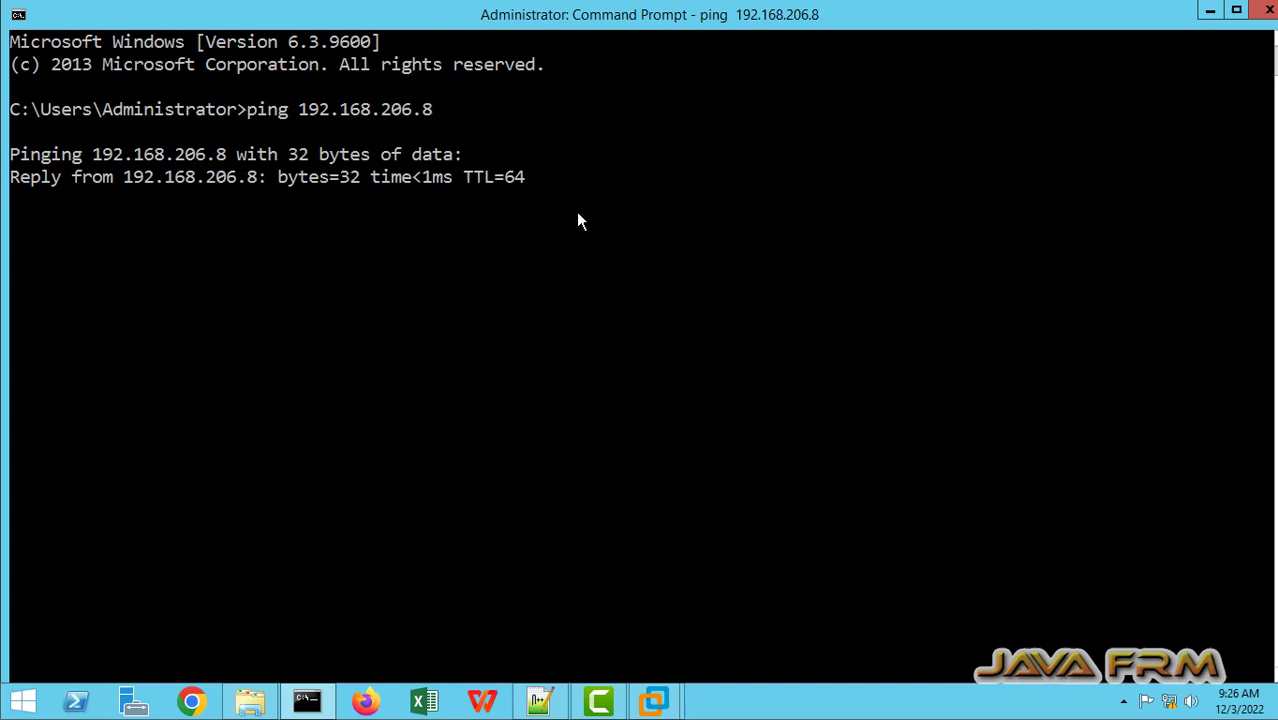 Administrator: Command Prompt - ping  192.168.206.8
Microsoft Windows [Version 6.3.9600]
(c) 2013 Microsoft Corporation. All rights reserved.
C:\Users\Administrator>ping 192.168.206.8
Pinging 192.168.206.8 with 32 bytes of data:
Reply from 192.168.206.8: bytes=32 time<1ms TTL=64
JAVA FRM
9:26 AM
12/3/2022